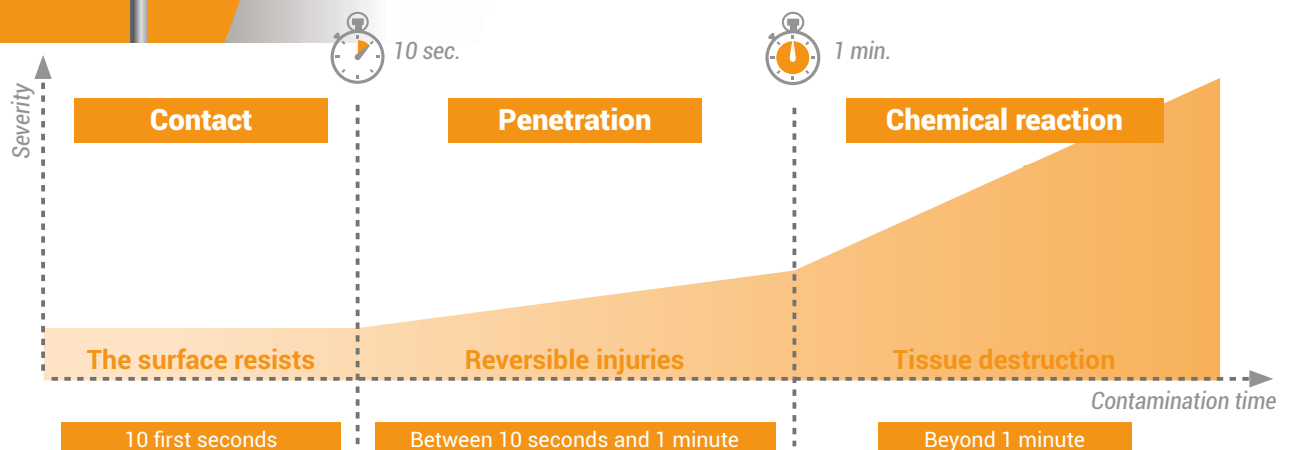 10 sec.
1 min.
Severity
Contact
Penetration
Chemical reaction
The surface resists
Reversible injuries
Tissue destruction
Contamination time
10 first seconds
Between 10 seconds and 1 minute
Beyond 1 minute